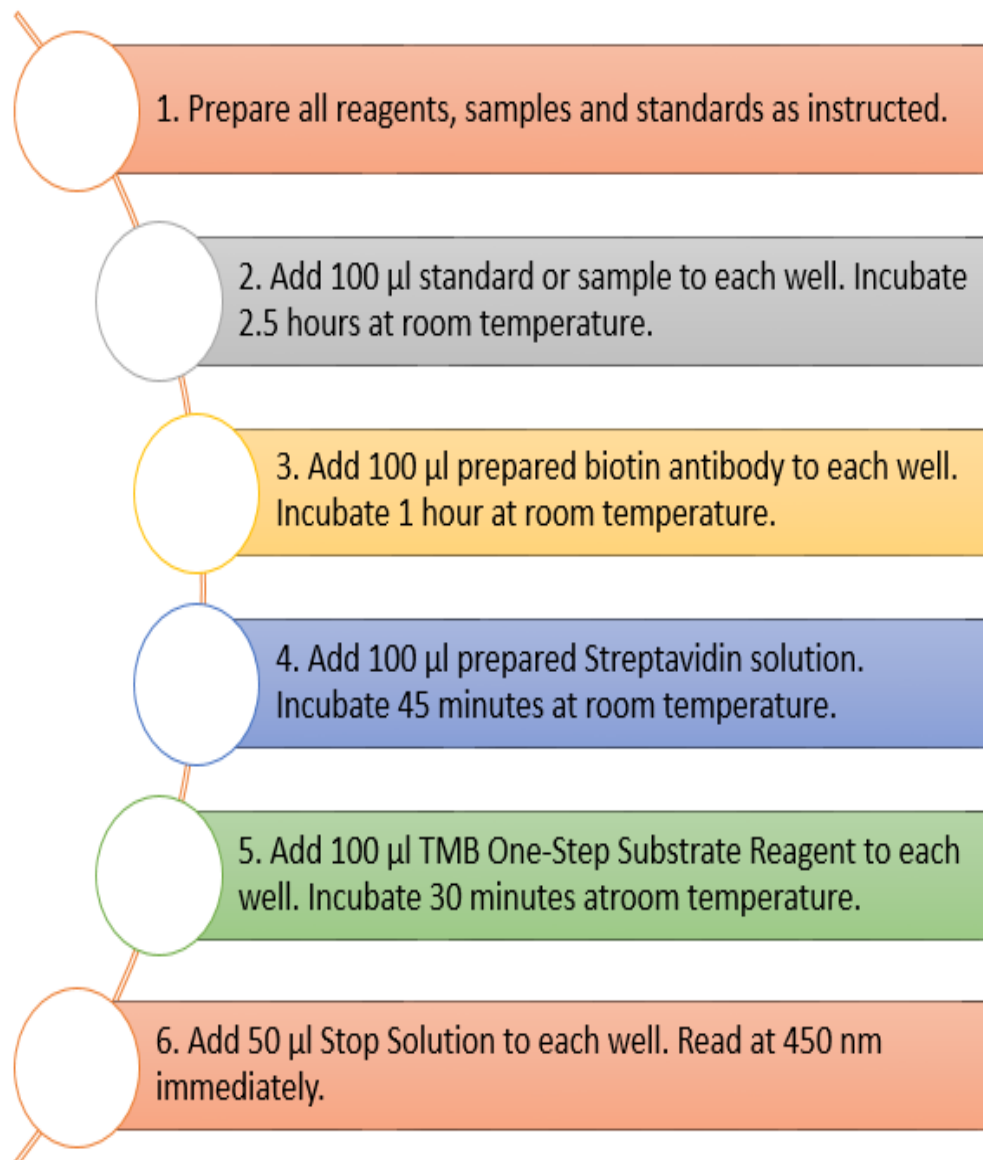 1. Prepare all reagents, samples and standards as instructed.
2. Add 100 µl standard or sample to each well. Incubate
2.5 hours at room temperature.
3. Add 100 µl prepared biotin antibody to each well.
Incubate 1 hour at room temperature.
4. Add 100 µl prepared Streptavidin solution.
Incubate 45 minutes at room temperature.
5. Add 100 µl TMB One-Step Substrate Reagent to each
well. Incubate 30 minutes atroom temperature.
6. Add 50 µl Stop Solution to each well. Read at 450 nm
immediately.